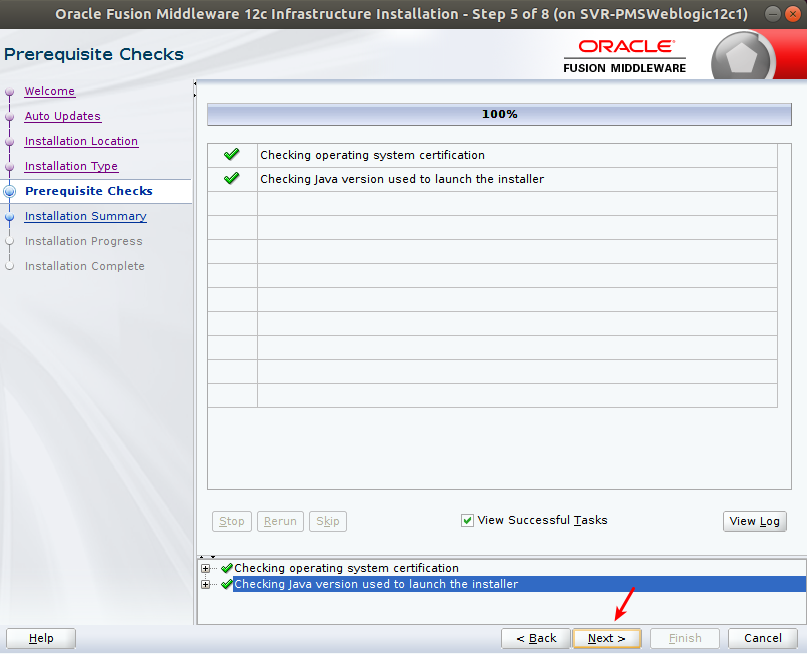 Oracle Fusion Middleware 12c Infrastructure Installation - Step 5 of 8 (on SVR-PMSWeblogic12c1)
Prerequisite Checks
ORACLE®
FUSION MIDDLEWARE
Welcome
Auto Updates
Installation Location
Installation Type
Prerequisite Checks
Installation Summary
Installation Progress
Installation Complete
100%
Checking operating system certification
Checking Java version used to launch the installer
Stop Rerun Skip View Successful Tasks View Log
Checking operating system certification
Checking Java version used to launch the installer
Help < Back Next > Finish Cancel